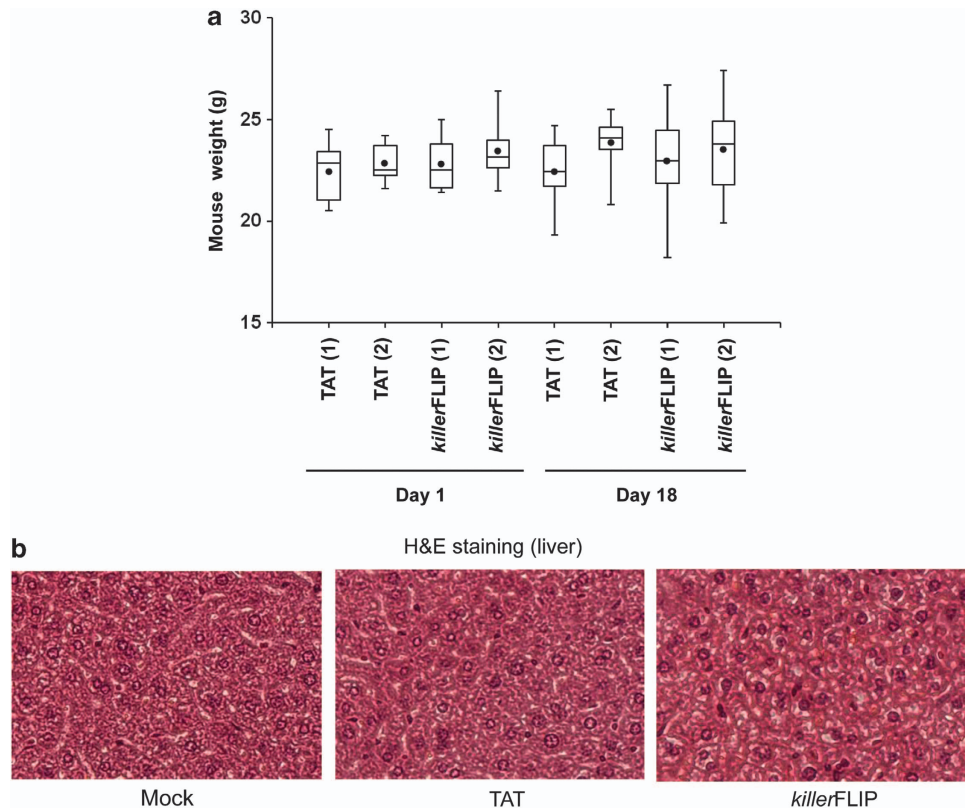 a
30
25
20
15
Mouse weight (g)
TAT (1)
TAT (2)
killerFLIP (1)
killerFLIP (2)
TAT (1)
TAT (2)
killerFLIP (1)
killerFLIP (2)
Day 1
Day 18
b
H&E staining (liver)
Mock
TAT
killerFLIP